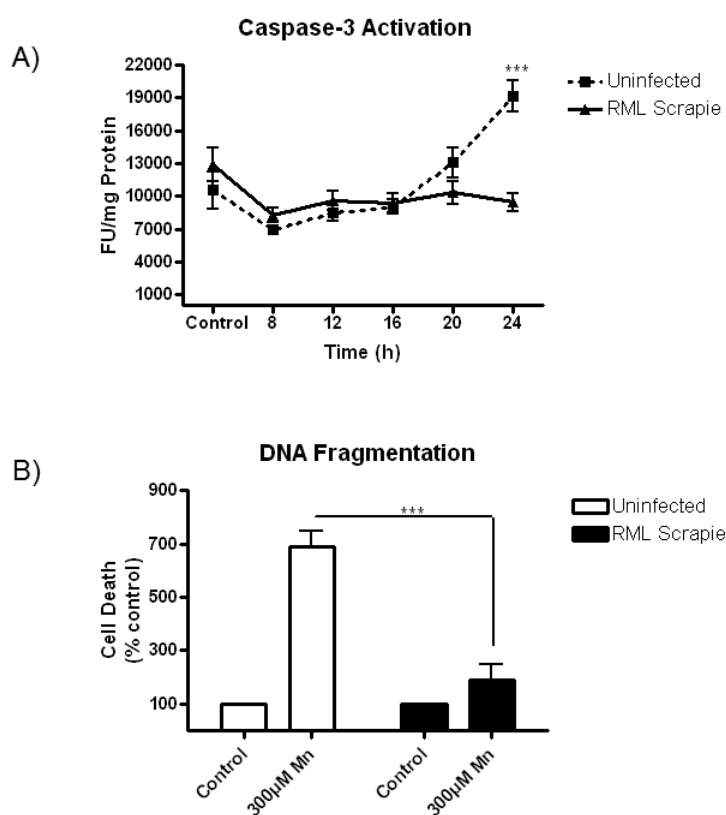 Caspase-3 Activation
A)
FU/mg Protein
22000
19000
16000
13000
10000
7000
4000
1000
***
Uninfected
RML Scrapie
Control 8 12 16 20 24
Time (h)
DNA Fragmentation
B)
Cell Death
(% control)
900
700
500
300
100
***
Uninfected
RML Scrapie
Control
300µM Mn
Control
300µM Mn